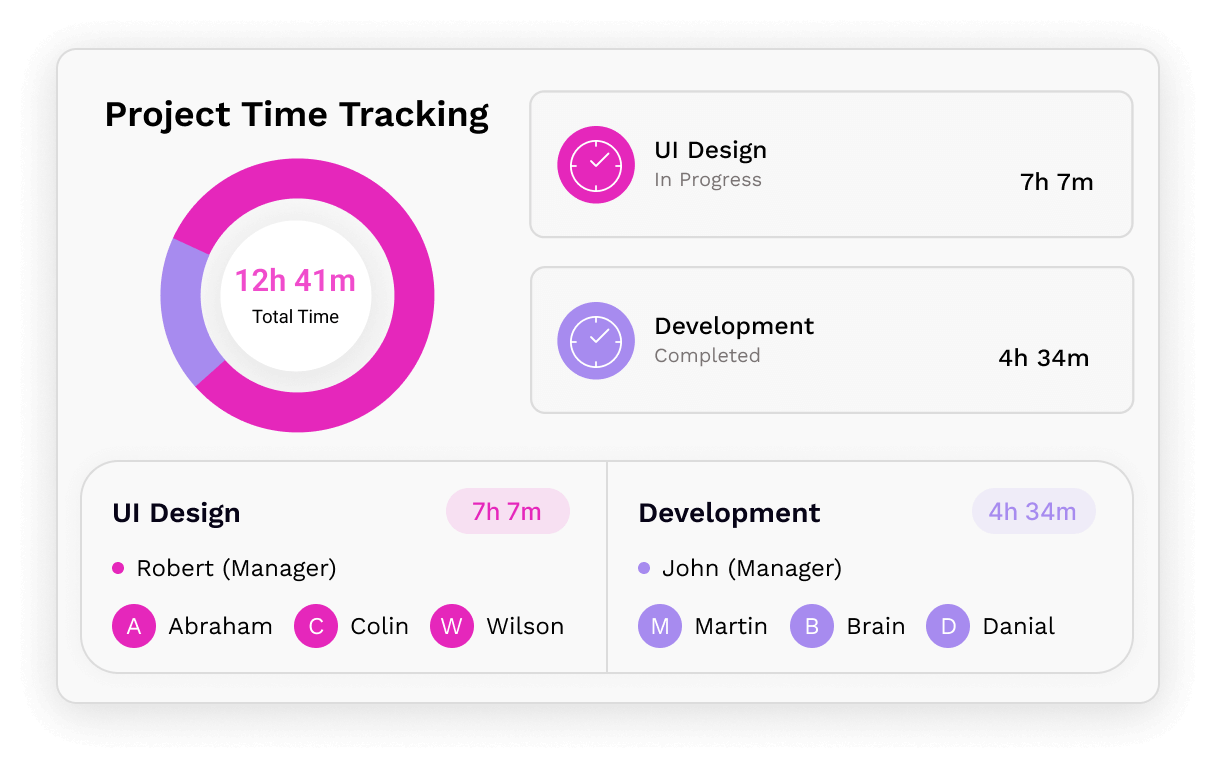 Project Time Tracking
12h 41m
Total Time
UI Design
In Progress
7h 7m
Development
Completed
4h 34m
UI Design
7h 7m
Robert (Manager)
A Abraham C Colin W Wilson
Development
4h 34m
John (Manager)
M Martin B Brain D Danial